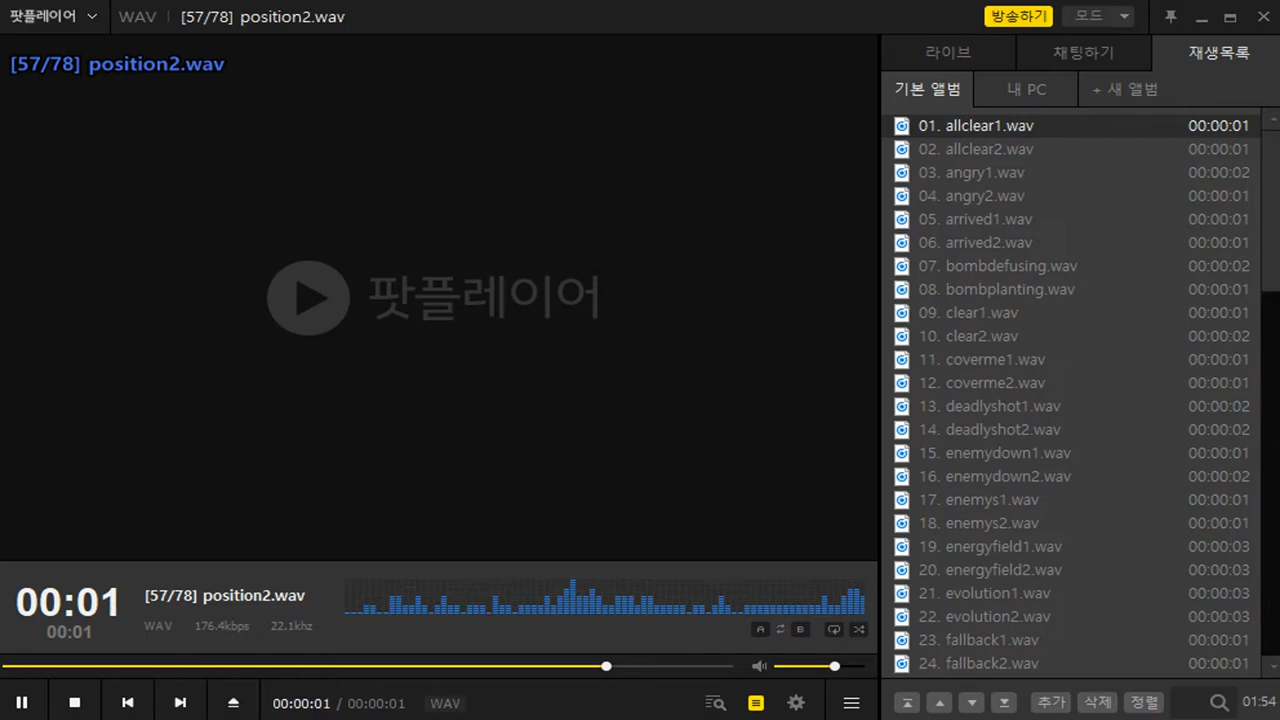 팟플레이어 WAV [57/78] position2.wav 방송하기 모드
[57/78] position2.wav
라이브 채팅하기 재생목록
기본 앨범 내 PC + 새 앨범
01. allclear1.wav 00:00:01
02. allclear2.wav 00:00:01
03. angry1.wav 00:00:02
04. angry2.wav 00:00:01
05. arrived1.wav 00:00:01
06. arrived2.wav 00:00:01
07. bombdefusing.wav 00:00:02
08. bombplanting.wav 00:00:01
09. clear1.wav 00:00:01
10. clear2.wav 00:00:02
11. coverme1.wav 00:00:01
12. coverme2.wav 00:00:01
13. deadlyshot1.wav 00:00:02
14. deadlyshot2.wav 00:00:02
15. enemydown1.wav 00:00:01
16. enemydown2.wav 00:00:02
17. enemys1.wav 00:00:01
18. enemys2.wav 00:00:01
19. energyfield1.wav 00:00:03
20. energyfield2.wav 00:00:03
21. evolution1.wav 00:00:03
22. evolution2.wav 00:00:03
23. fallback1.wav 00:00:01
24. fallback2.wav 00:00:01
팟플레이어
00:01
00:01
[57/78] position2.wav
WAV 176.4kbps 22.1khz
A B
00:00:01 / 00:00:01 WAV
추가 삭제 정렬 01:54